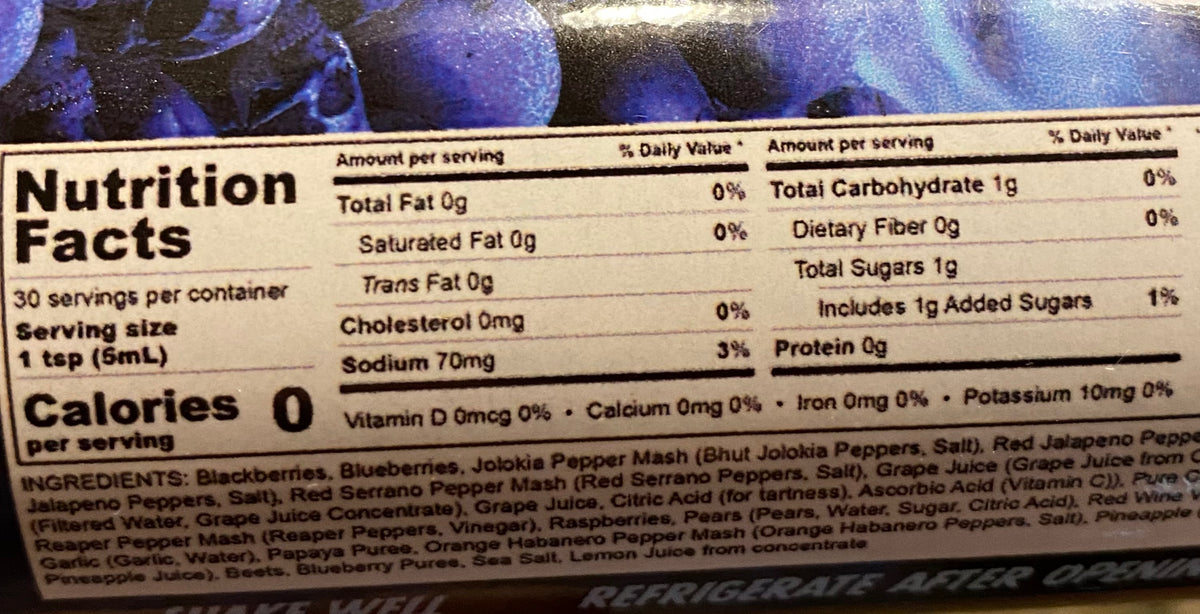 Nutrition
Facts
30 servings per container
Serving size
1 tsp (5mL)
Calories 0
per serving
Amount per serving % Daily Value *
Total Fat 0g 0%
Saturated Fat 0g 0%
Trans Fat 0g
Cholesterol 0mg 0%
Sodium 70mg 3%
Amount per serving % Daily Value *
Total Carbohydrate 1g 0%
Dietary Fiber 0g 0%
Total Sugars 1g
Includes 1g Added Sugars 1%
Protein 0g
Vitamin D 0mcg 0% • Calcium 0mg 0% • Iron 0mg 0% • Potassium 10mg 0%
INGREDIENTS: Blackberries, Blueberries, Jolokia Pepper Mash (Bhut Jolokia Peppers, Salt), Red Jalapeno
Jalapeno Peppers, Salt), Red Serrano Pepper Mash (Red Serrano Peppers, Salt), Grape Juice (Grape Juice from
(Filtered Water, Grape Juice Concentrate), Grape Juice, Citric Acid (for tartness), Ascorbic Acid (Vitamin C)), Pure
Reaper Pepper Mash (Reaper Peppers, Vinegar), Raspberries, Pears (Pears, Water, Sugar, Citric Acid), Red Wine
Garlic (Garlic, Water), Papaya Puree, Orange Habanero Pepper Mash (Orange Habanero Peppers, Salt), Pineapple
Pineapple Juice), Beets, Blueberry Puree, Sea Salt, Lemon Juice from concentrate
SHAKE WELL REFRIGERATE AFTER